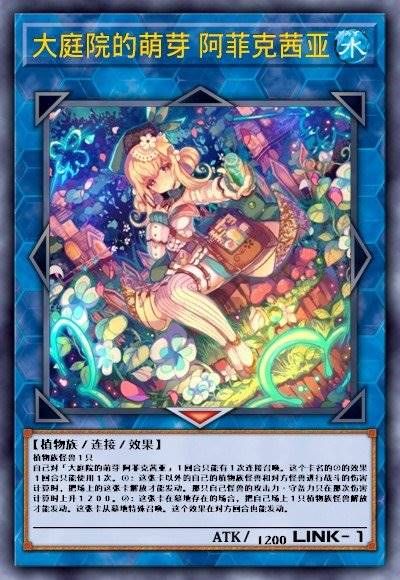 大庭院的萌芽 阿菲克茜亚
水
【植物族/连接/效果】
植物族怪兽1只
自己对「大庭院的萌芽 阿菲克茜亚」1回合只能有1次连接召唤。这个卡名的①的效果
1回合只能使用1次。①：这张卡以外的自己的植物族怪兽和对方怪兽进行战斗的伤害
计算时，把场上的这张卡解放才能发动。那只自己怪兽的攻击力·守备力只在那次伤害
计算时上升1200。②：这张卡在墓地存在的场合，把自己场上1只植物族怪兽解放
才能发动。这张卡从墓地特殊召唤。这个效果在对方回合也能发动。
ATK/ 1200 LINK-1